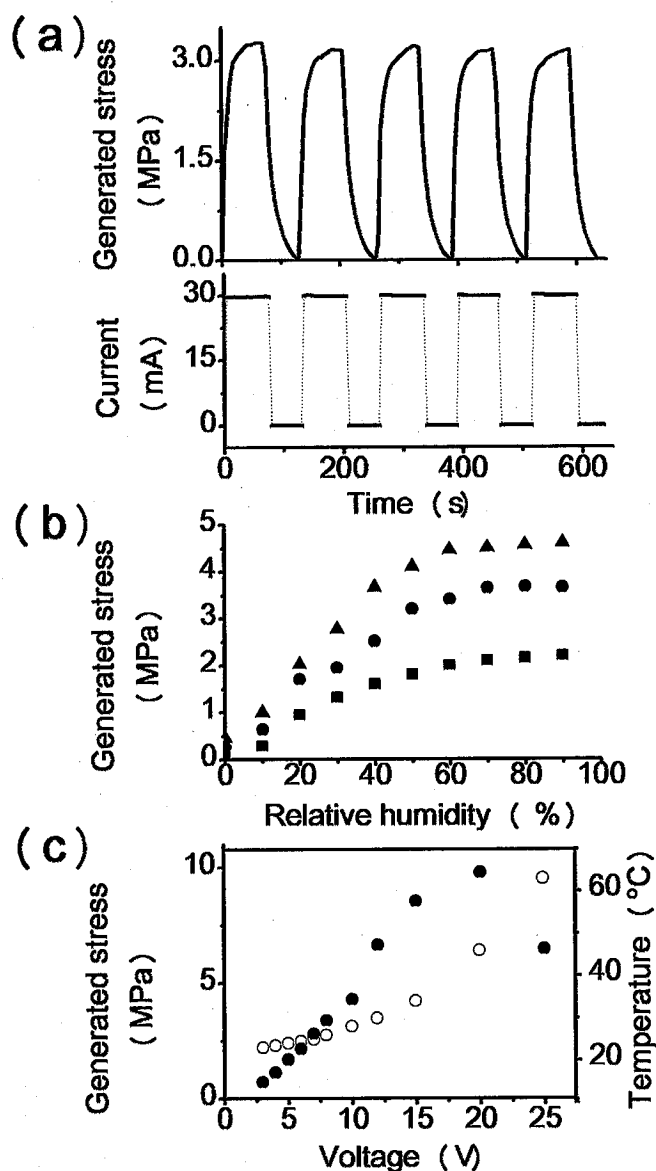 (a)
Generated stress
(MPa)
3.0
1.5
0.0
Current
(mA)
30
15
0
0 200 400 600
Time (s)
(b)
Generated stress
(MPa)
5
4
3
2
1
0
0 20 40 60 80 100
Relative humidity (%)
(c)
Generated stress
(MPa)
10
5
0
60
40
20
Temperature (°C)
0 5 10 15 20 25
Voltage (V)